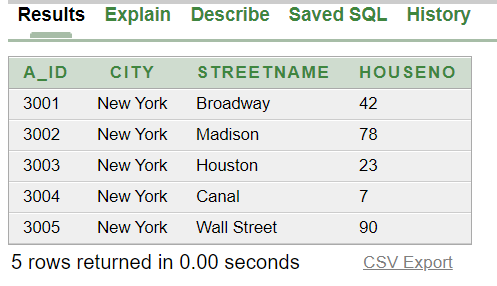 Results Explain Describe Saved SQL History
A_ID CITY STREETNAME HOUSENO
3001 New York Broadway 42
3002 New York Madison 78
3003 New York Houston 23
3004 New York Canal 7
3005 New York Wall Street 90
5 rows returned in 0.00 seconds CSV Export